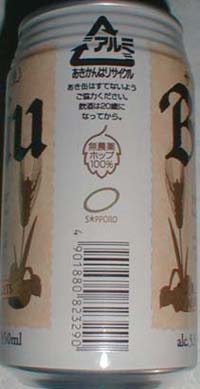 アルミ
あきかんはリサイクル
あき缶はすてないよう
ご協力ください。
飲酒は20歳に
なってから。
u
B
無農薬
ホップ
100%
S★PPORO
4 901880 823290
350ml
alc.5.